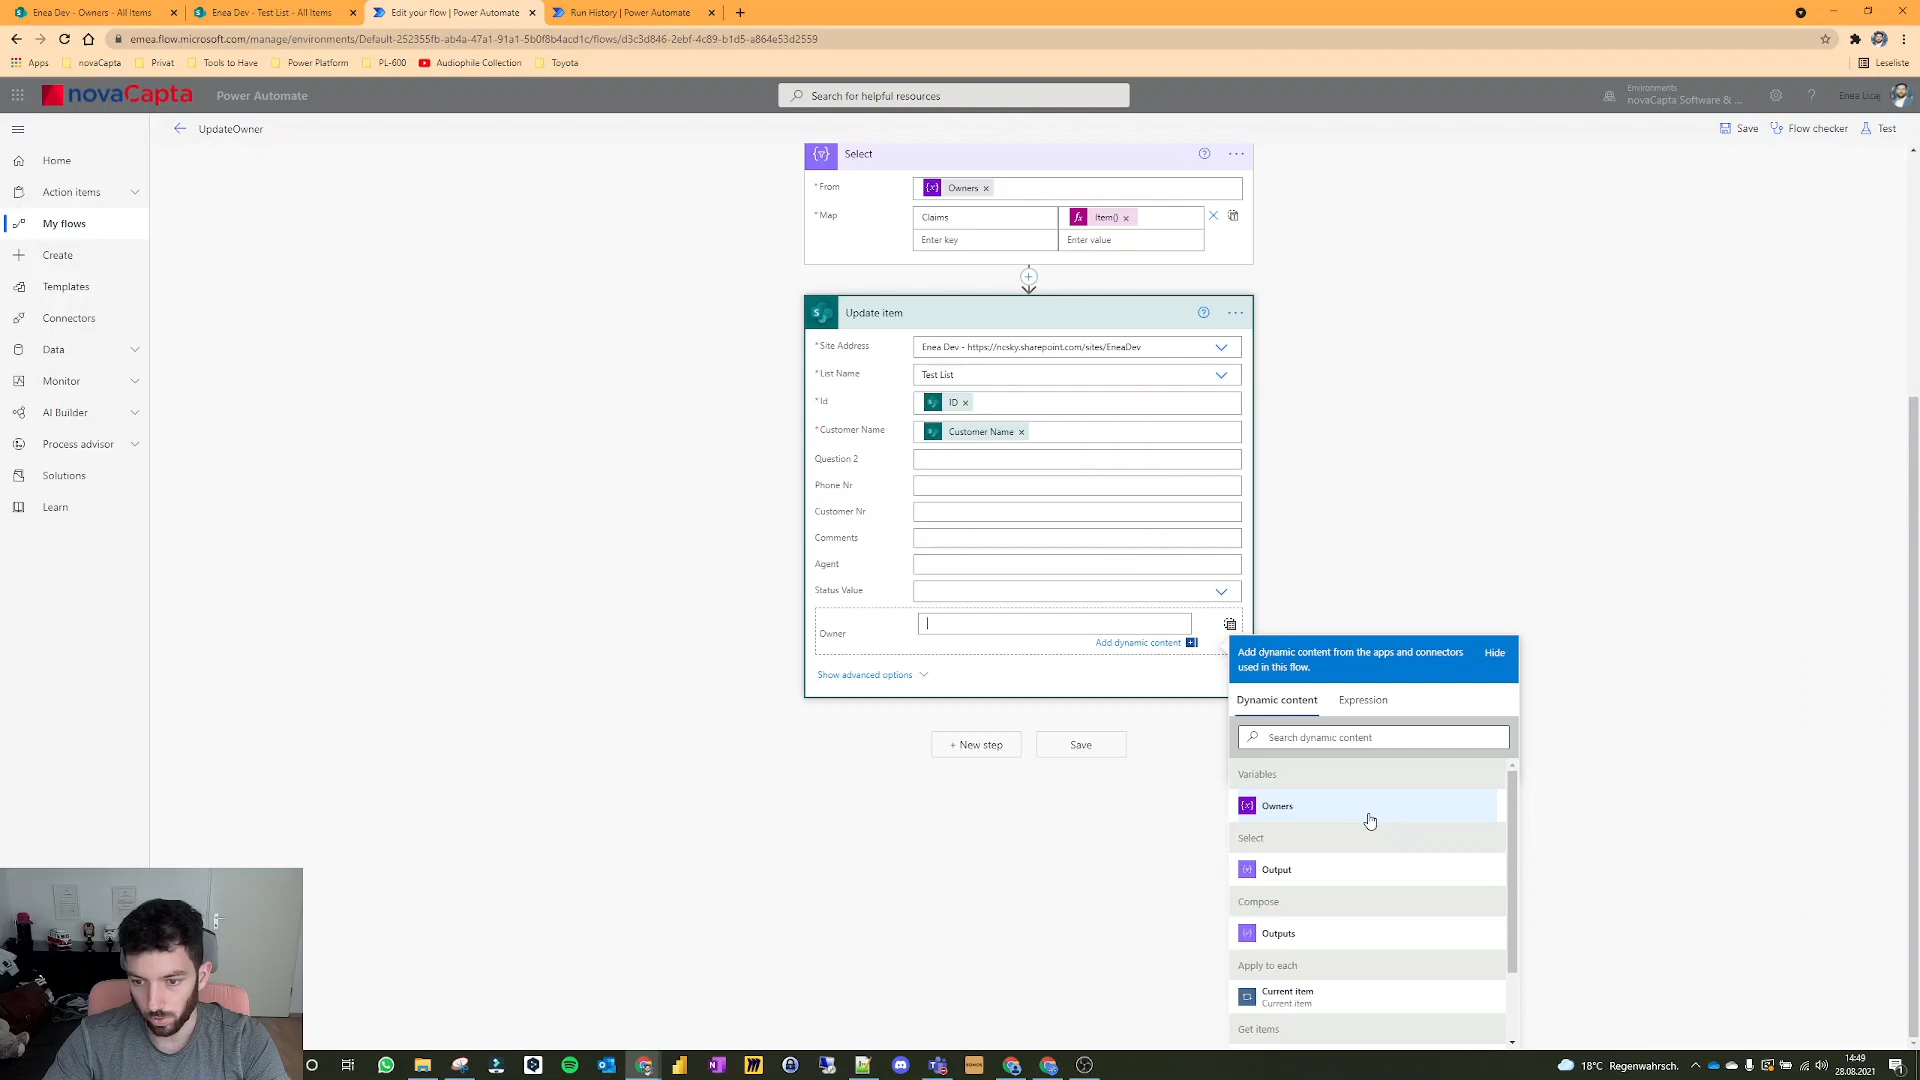 Enea Dev - Owners - All Items
Enea Dev - Test List - All Items
Edit your flow | Power Automate
Run History | Power Automate
emea.flow.microsoft.com/manage/environments/Default-252355fb-ab4a-47a1-91a1-5b0f8b4acd1c/flows/d3c3d846-2ebf-4c89-b1d5-a864e53d2559
Apps
novaCapta
Privat
Tools to Have
Power Platform
PL-600
Audiophile Collection
Toyota
Leseliste
novaCapta
Power Automate
Search for helpful resources
Environments
novaCapta Software & ...
Enea Licaj
UpdateOwner
Save
Flow checker
Test
Home
Action items
My flows
Create
Templates
Connectors
Data
Monitor
AI Builder
Process advisor
Solutions
Learn
Select
* From
Owners
* Map
Claims
Item()
Enter key
Enter value
Update item
* Site Address
Enea Dev - https://ncsky.sharepoint.com/sites/EneaDev
* List Name
Test List
* Id
ID
* Customer Name
Customer Name
Question 2
Phone Nr
Customer Nr
Comments
Agent
Status Value
Owner
Add dynamic content
Show advanced options
+ New step
Save
Add dynamic content from the apps and connectors
used in this flow.
Hide
Dynamic content
Expression
Search dynamic content
Variables
Owners
Select
Output
Compose
Outputs
Apply to each
Current item
Current item
Get items
18°C Regenwahrsch.
14:49
28.08.2021